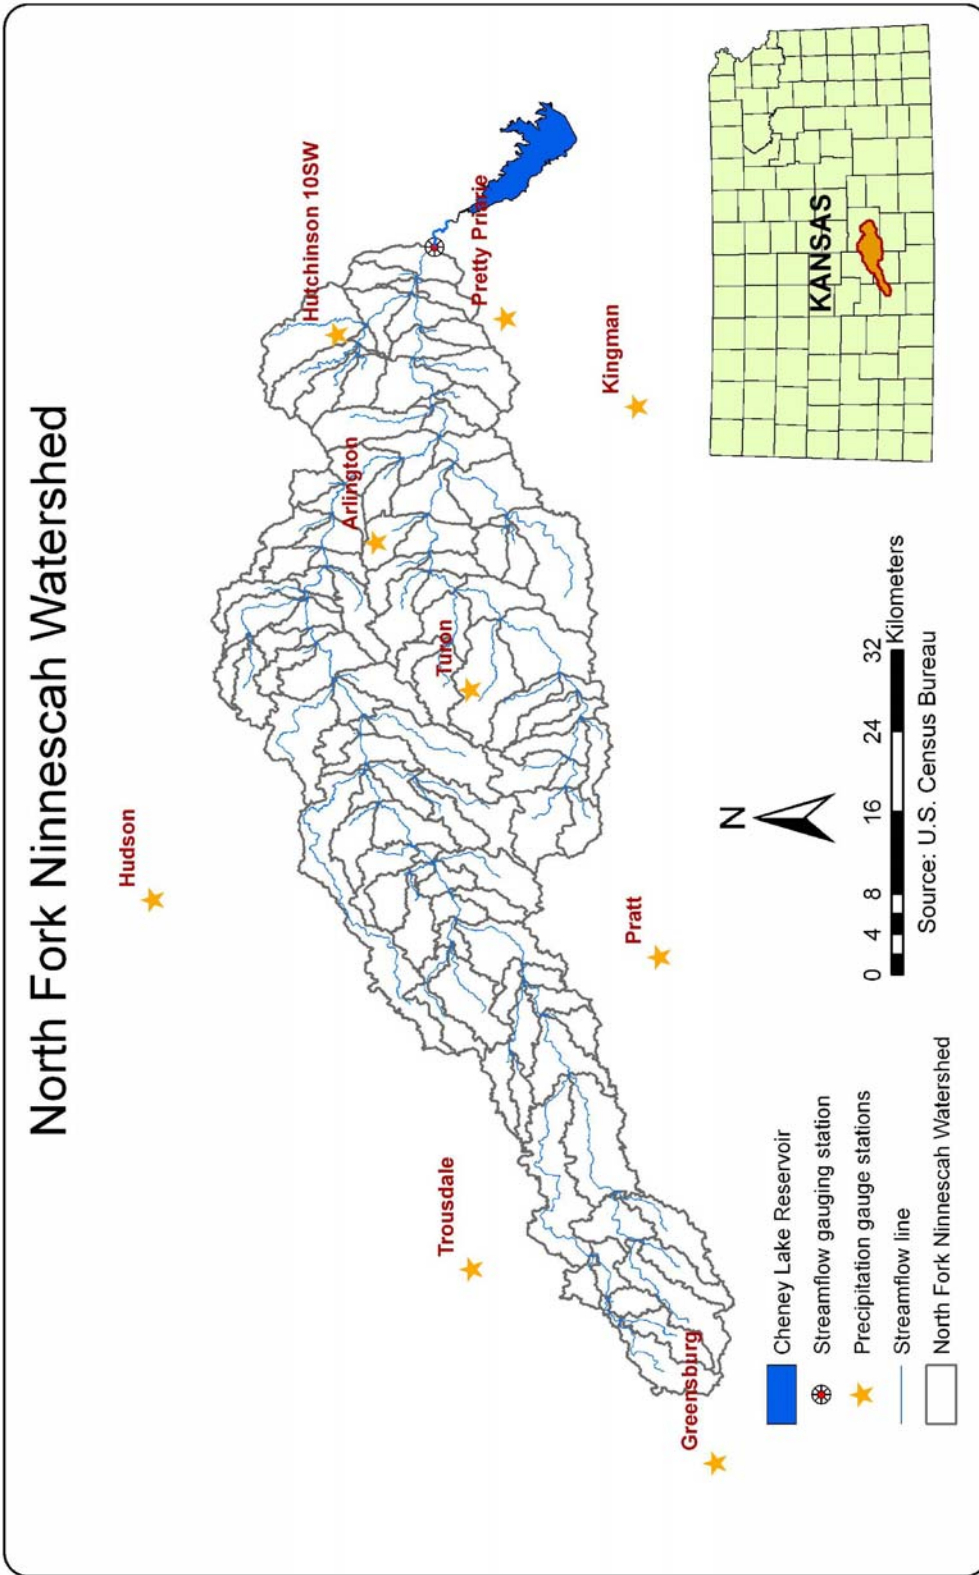 North Fork Ninnescah Watershed
Hudson
Hutchinson 10SW
Arlington
Trousdale
Turon
Pretty Priarie
Kingman
Pratt
Greensburg
N
KANSAS
Cheney Lake Reservoir
Streamflow gauging station
Precipitation gauge stations
Streamflow line
North Fork Ninnescah Watershed
0 4 8 16 24 32
Kilometers
Source: U.S. Census Bureau